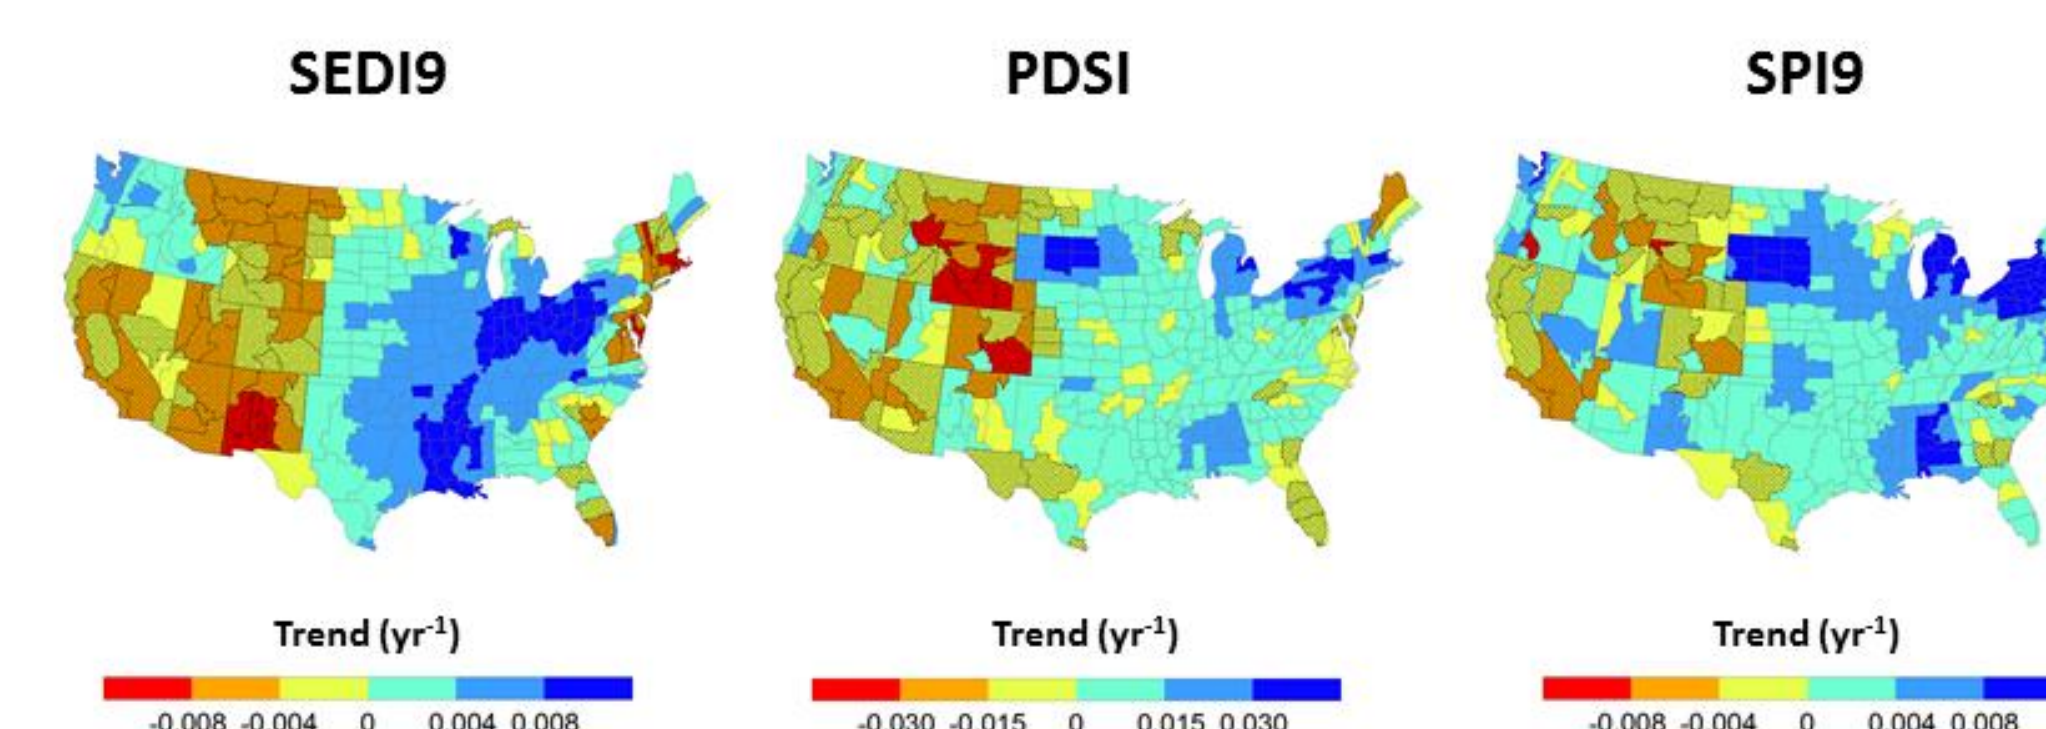 SEDI9 PDSI SPI9
Trend (yr-1) Trend (yr-1) Trend (yr-1)
-0.008 -0.004 0 0.004 0.008 -0.030 -0.015 0 0.015 0.030 -0.008 -0.004 0 0.004 0.008